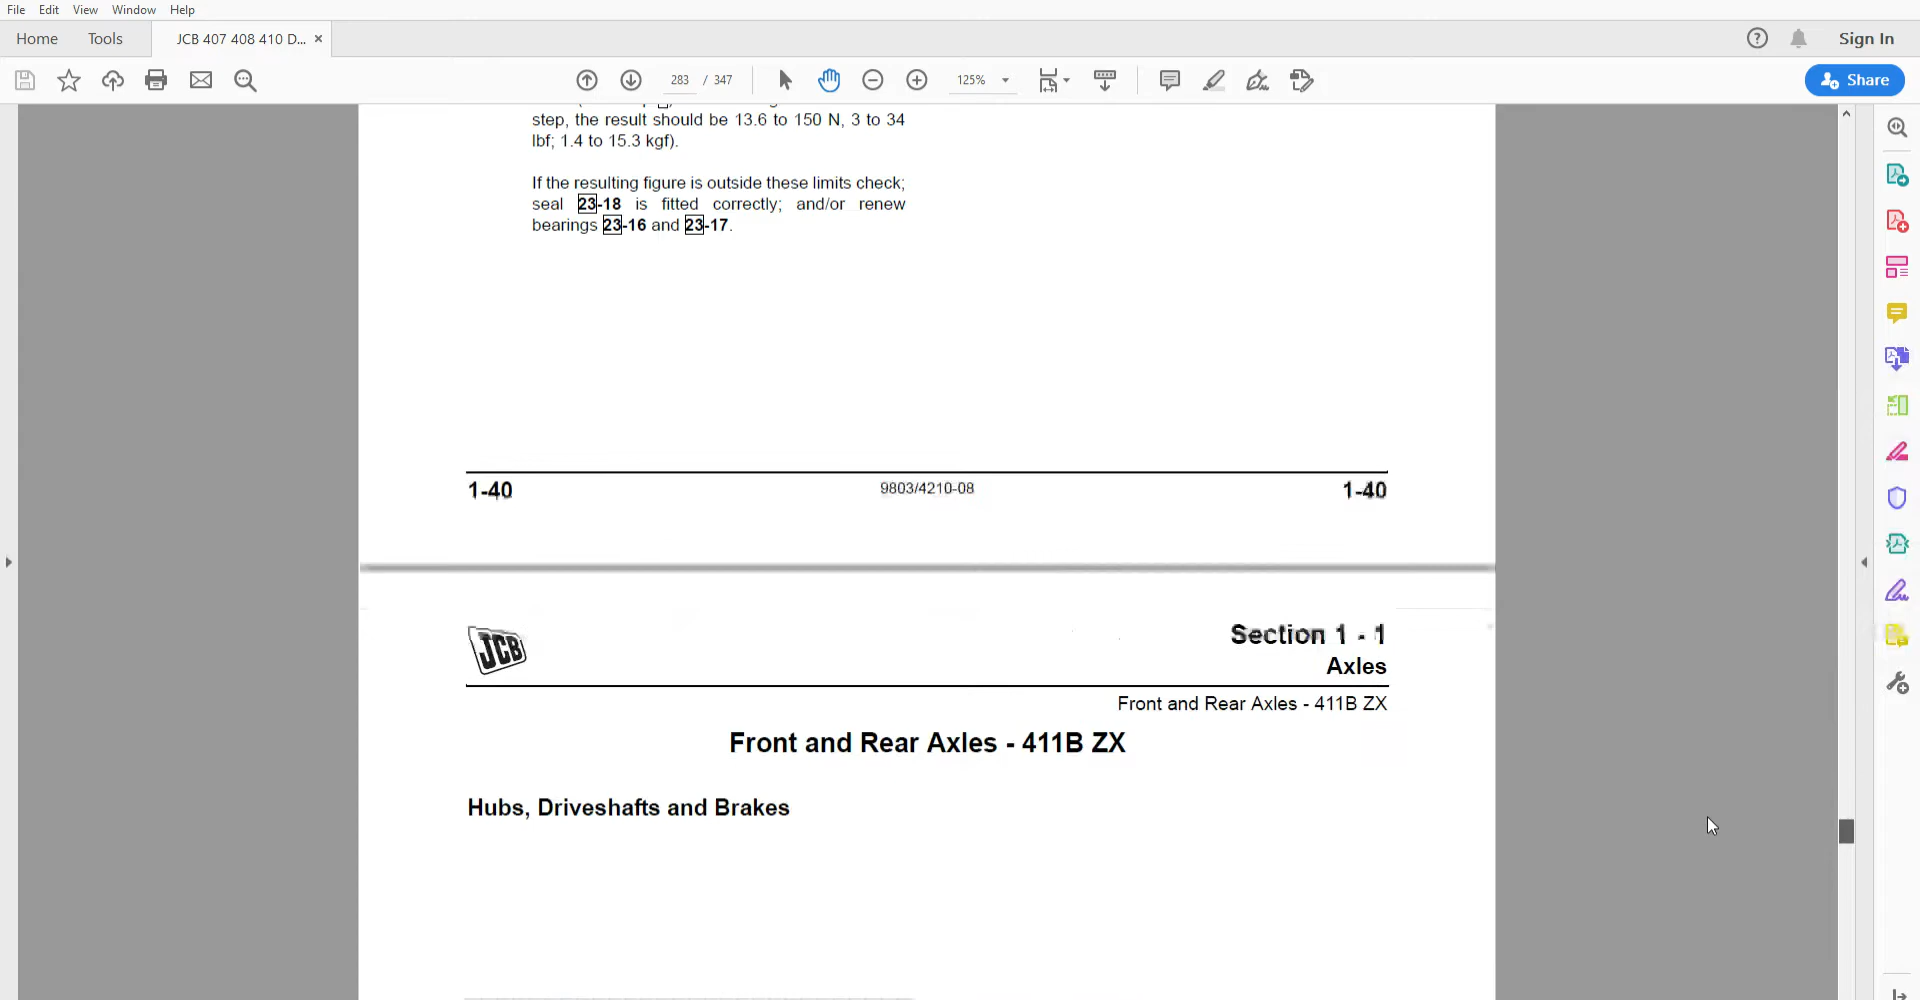 File Edit View Window Help
Home Tools JCB 407 408 410 D... × Sign In
283 / 347 125% Share
step, the result should be 13.6 to 150 N, 3 to 34
lbf; 1.4 to 15.3 kgf).
If the resulting figure is outside these limits check;
seal 23-18 is fitted correctly; and/or renew
bearings 23-16 and 23-17.
1-40 9803/4210-08 1-40
JCB
Section 1 - 1
Axles
Front and Rear Axles - 411B ZX
Front and Rear Axles - 411B ZX
Hubs, Driveshafts and Brakes